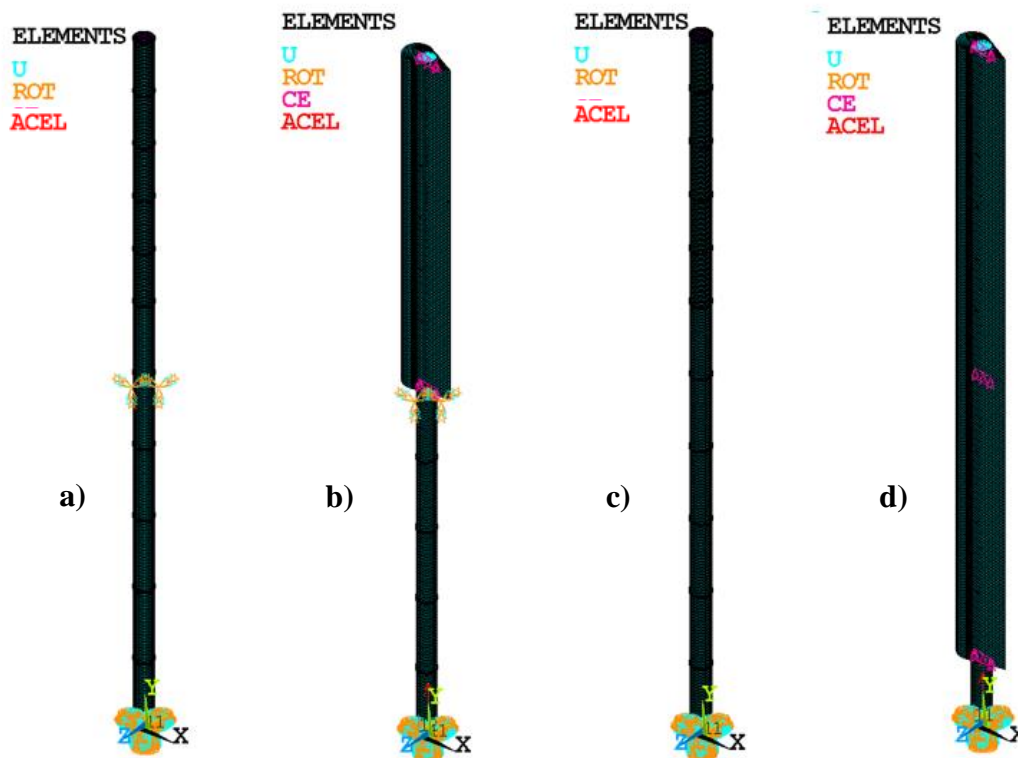 ELEMENTS
U
ROT
ACEL
a)
Y
Z
X
ELEMENTS
U
ROT
CE
ACEL
b)
Y
Z
X
ELEMENTS
U
ROT
ACEL
c)
Y
Z
X
ELEMENTS
U
ROT
CE
ACEL
d)
Y
Z
X